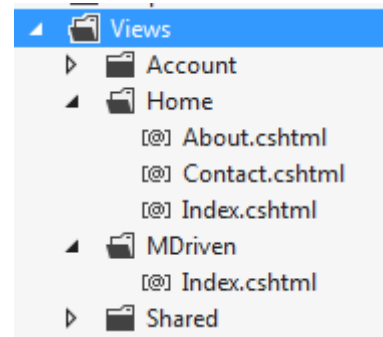 Views
Account
Home
[@] About.cshtml
[@] Contact.cshtml
[@] Index.cshtml
MDriven
[@] Index.cshtml
Shared